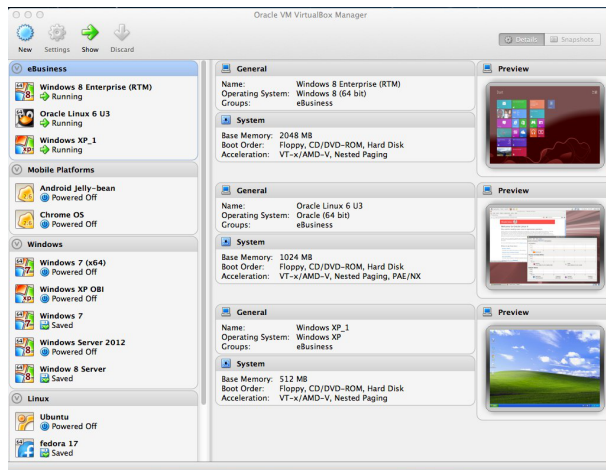 Oracle VM VirtualBox Manager
New Settings Show Discard
Details Snapshots
eBusiness
Windows 8 Enterprise (RTM)
Running
Oracle Linux 6 U3
Running
Windows XP_1
Running
Mobile Platforms
Android Jelly-bean
Powered Off
Chrome OS
Powered Off
Windows
Windows 7 (x64)
Powered Off
Windows XP OBI
Powered Off
Windows 7
Saved
Windows Server 2012
Powered Off
Window 8 Server
Saved
Linux
Ubuntu
Powered Off
fedora 17
Saved
General
Name: Windows 8 Enterprise (RTM)
Operating System: Windows 8 (64 bit)
Groups: eBusiness
System
Base Memory: 2048 MB
Boot Order: Floppy, CD/DVD-ROM, Hard Disk
Acceleration: VT-x/AMD-V, Nested Paging
Preview
General
Name: Oracle Linux 6 U3
Operating System: Oracle (64 bit)
Groups: eBusiness
System
Base Memory: 1024 MB
Boot Order: Floppy, CD/DVD-ROM, Hard Disk
Acceleration: VT-x/AMD-V, Nested Paging, PAE/NX
Preview
General
Name: Windows XP_1
Operating System: Windows XP
Groups: eBusiness
System
Base Memory: 512 MB
Boot Order: Floppy, CD/DVD-ROM, Hard Disk
Acceleration: VT-x/AMD-V, Nested Paging
Preview